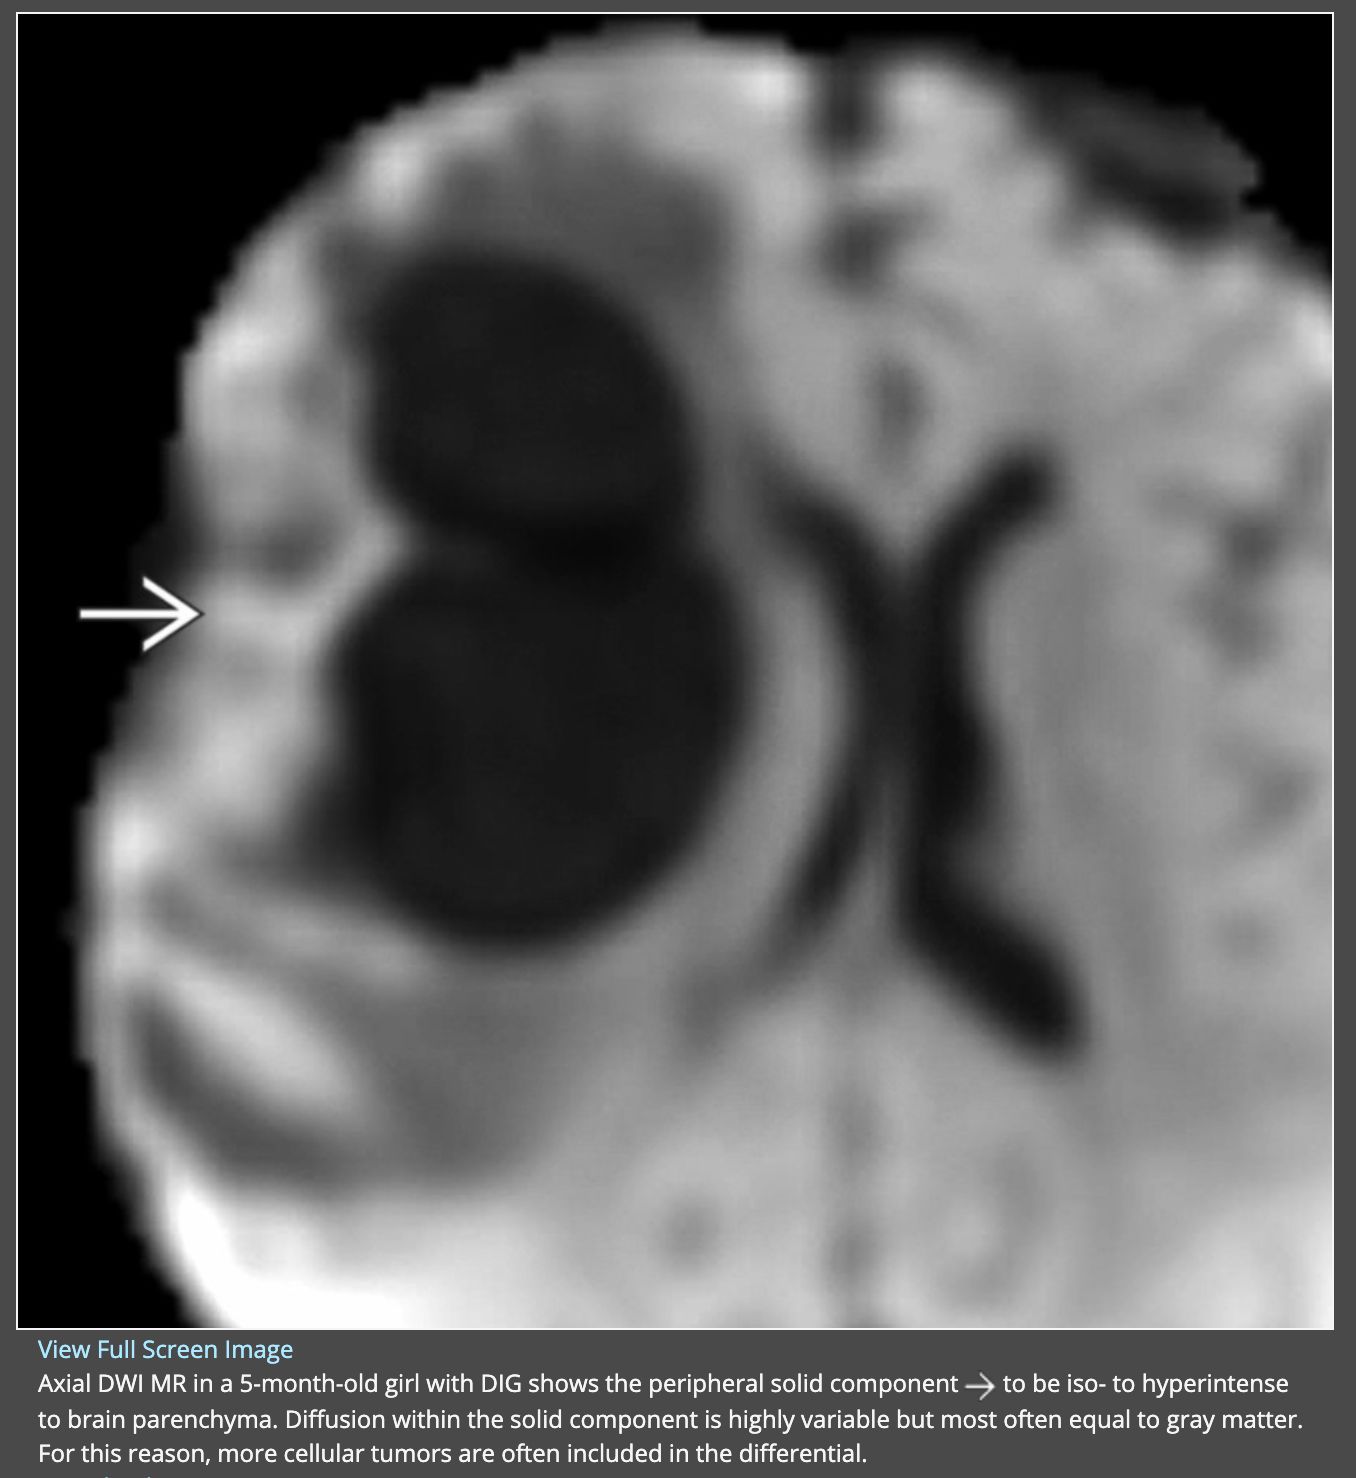 View Full Screen Image
Axial DWI MR in a 5-month-old girl with DIG shows the peripheral solid component → to be iso- to hyperintense
to brain parenchyma. Diffusion within the solid component is highly variable but most often equal to gray matter.
For this reason, more cellular tumors are often included in the differential.